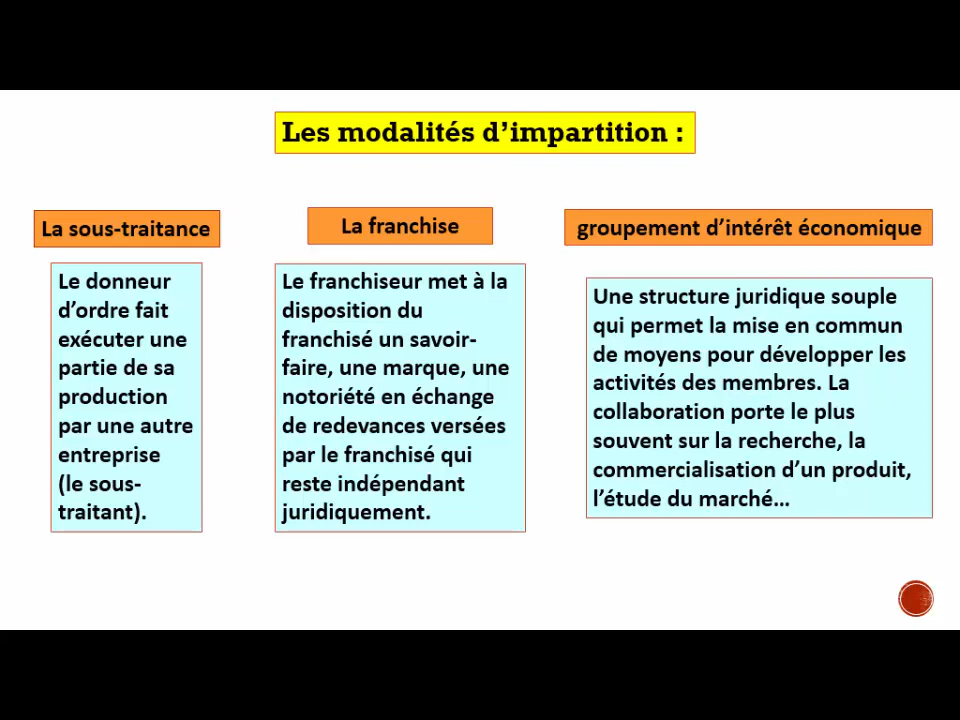 Les modalités d’impartition :
La sous-traitance
Le donneur
d’ordre fait
exécuter une
partie de sa
production
par une autre
entreprise
(le sous-
traitant).
La franchise
Le franchiseur met à la
disposition du
franchisé un savoir-
faire, une marque, une
notoriété en échange
de redevances versées
par le franchisé qui
reste indépendant
juridiquement.
groupement d’intérêt économique
Une structure juridique souple
qui permet la mise en commun
de moyens pour développer les
activités des membres. La
collaboration porte le plus
souvent sur la recherche, la
commercialisation d’un produit,
l’étude du marché…